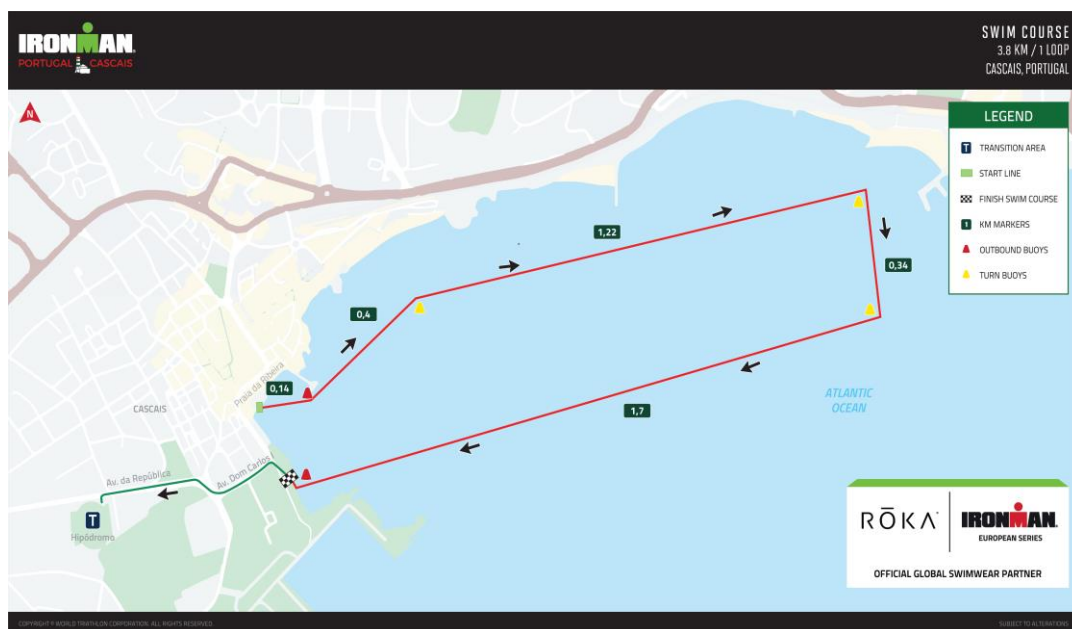 IRONMAN
PORTUGAL CASCAIS
SWIM COURSE
3.8 KM / 1 LOOP
CASCAIS, PORTUGAL
N
LEGEND
T TRANSITION AREA
START LINE
FINISH SWIM COURSE
1 KM MARKERS
OUTBOUND BUOYS
TURN BUOYS
1,22
0,34
0,4
Praia da Ribeira
0,14
CASCAIS
1,7
ATLANTIC
OCEAN
Av. da República
Av. Dom Carlos I
T
Hipódromo
RŌKA
IRONMAN
EUROPEAN SERIES
OFFICIAL GLOBAL SWIMWEAR PARTNER
COPYRIGHT © WORLD TRIATHLON CORPORATION. ALL RIGHTS RESERVED.
SUBJECT TO ALTERATIONS